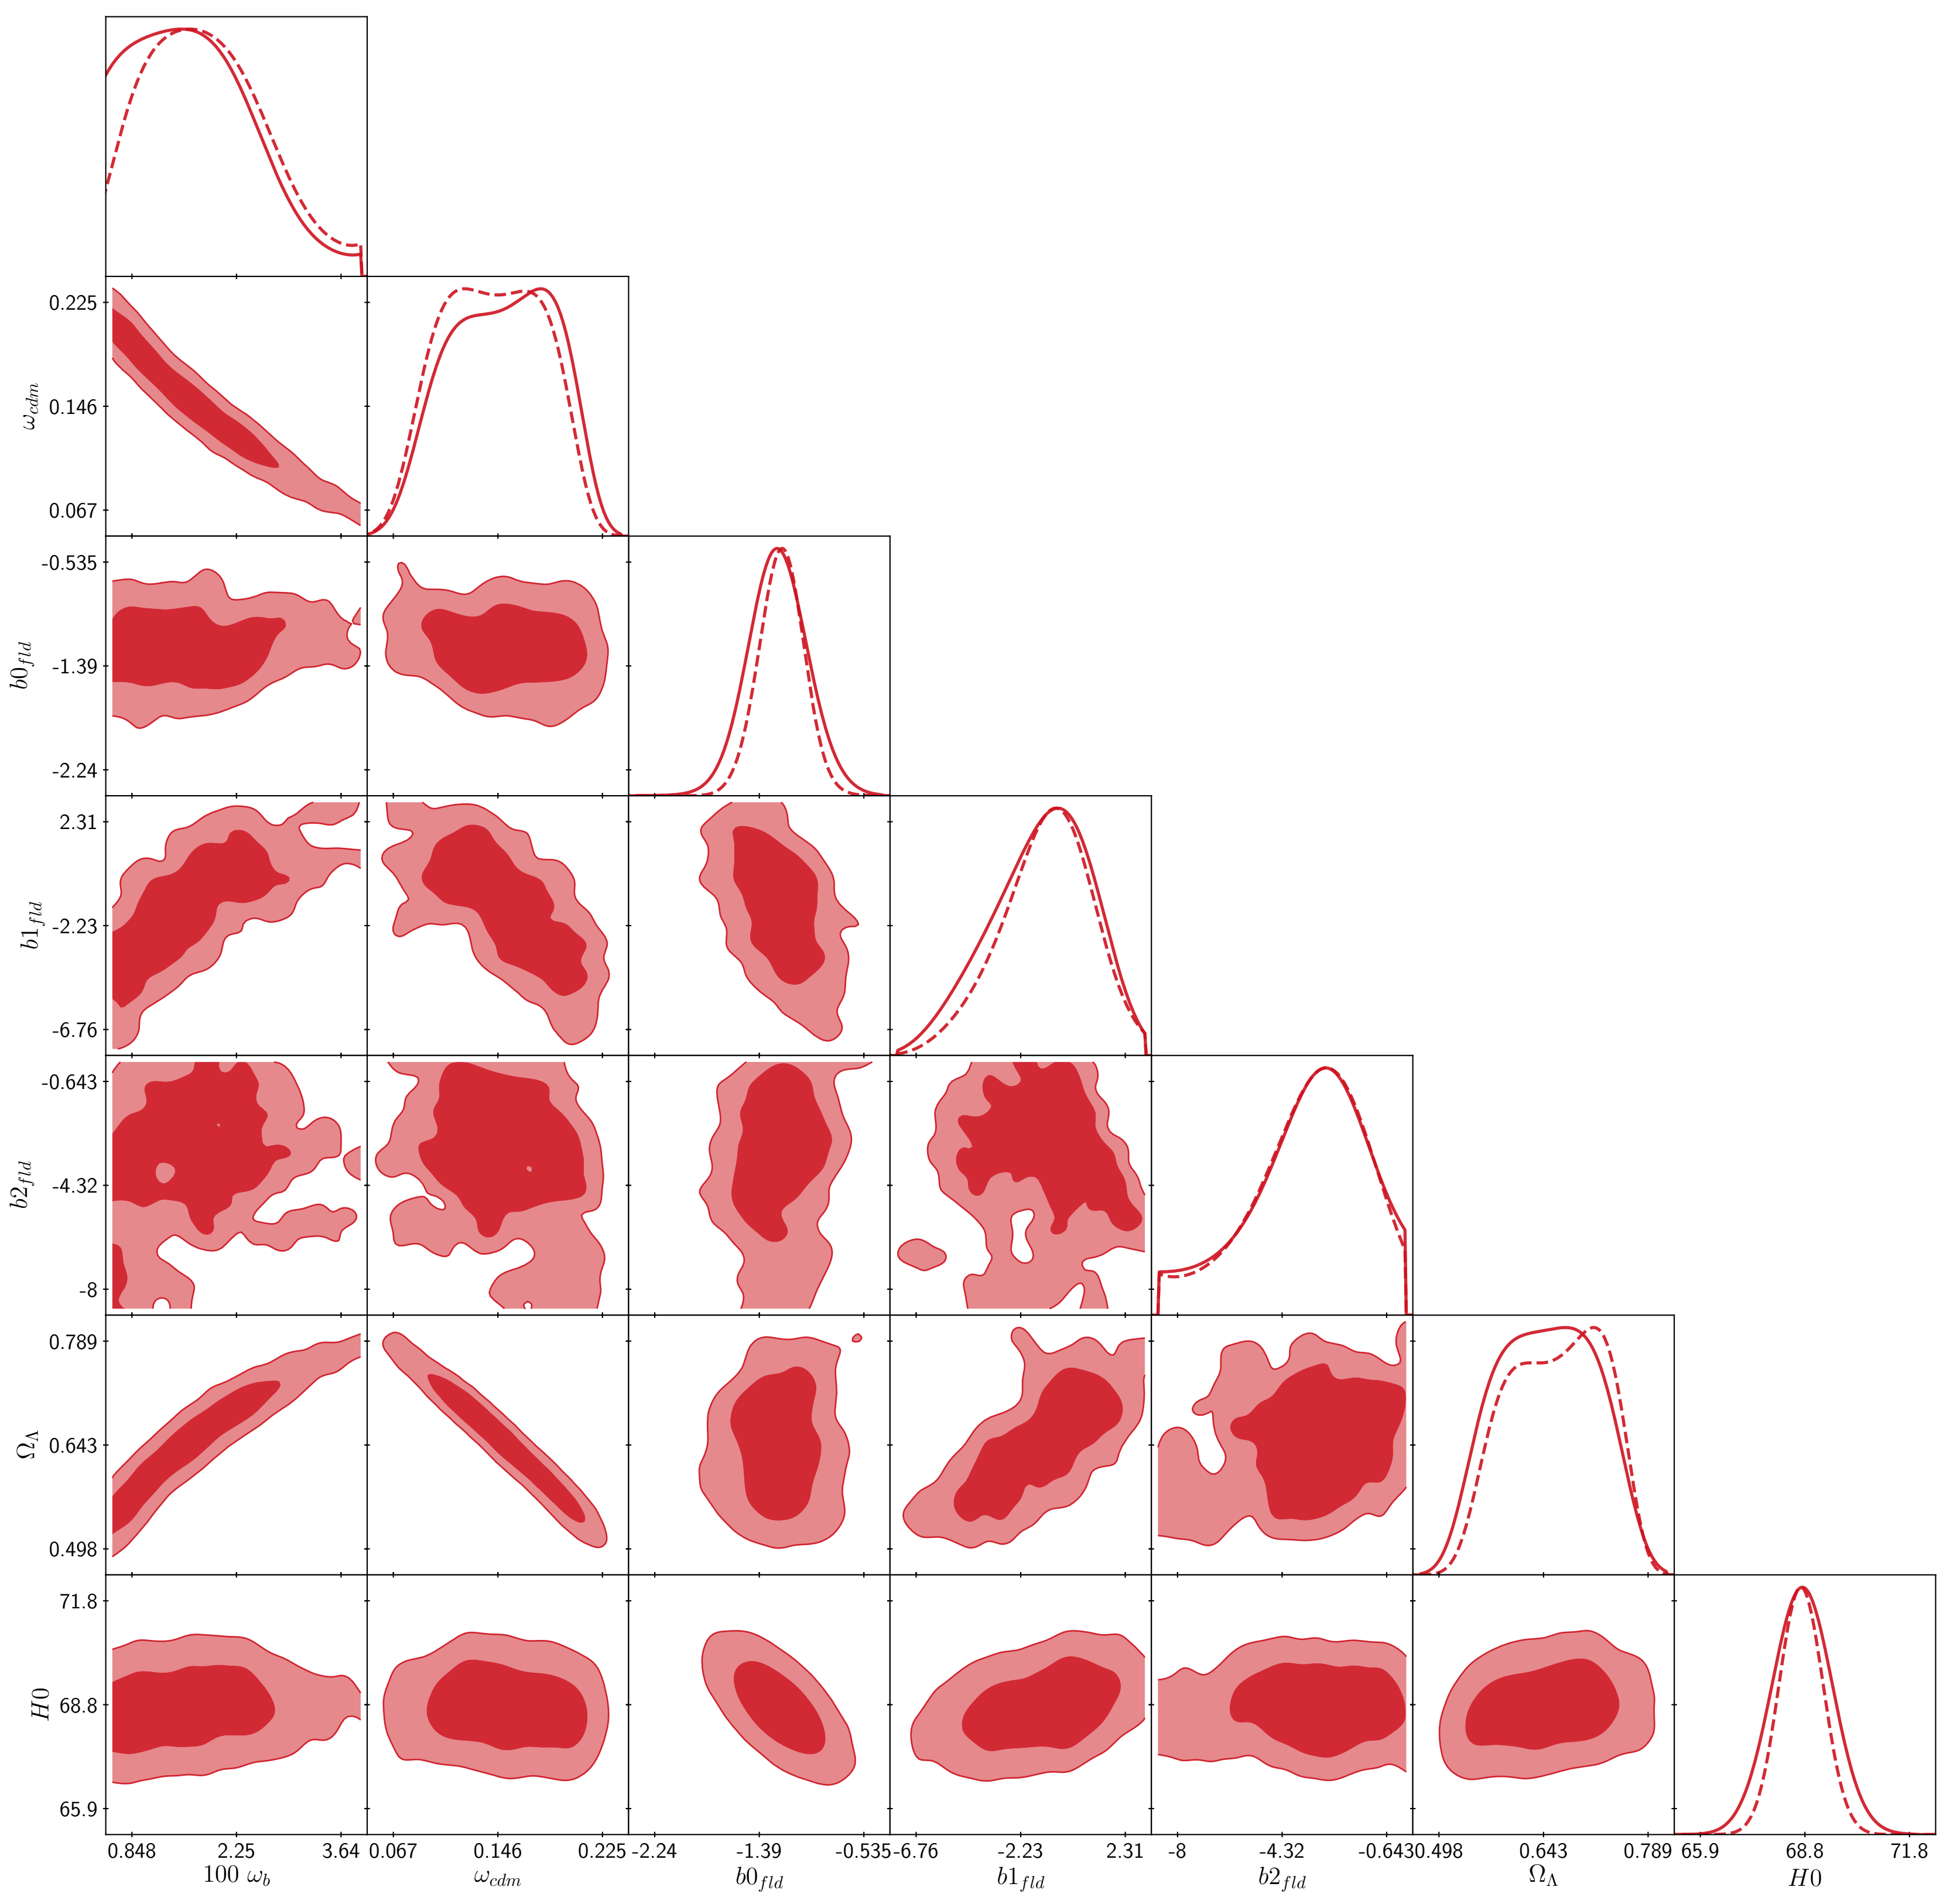 0.225
0.146
0.067
ω_cdm
-0.535
-1.39
-2.24
b0_fld
2.31
-2.23
-6.76
b1_fld
-0.643
-4.32
-8
b2_fld
0.789
0.643
0.498
Ω_Λ
71.8
68.8
65.9
H0
0.848 2.25 3.64 0.067 0.146 0.225 -2.24 -1.39 -0.535 -6.76 -2.23 2.31 -8 -4.32 -0.643 0.498 0.643 0.789 65.9 68.8 71.8
100 ω_b ω_cdm b0_fld b1_fld b2_fld Ω_Λ H0